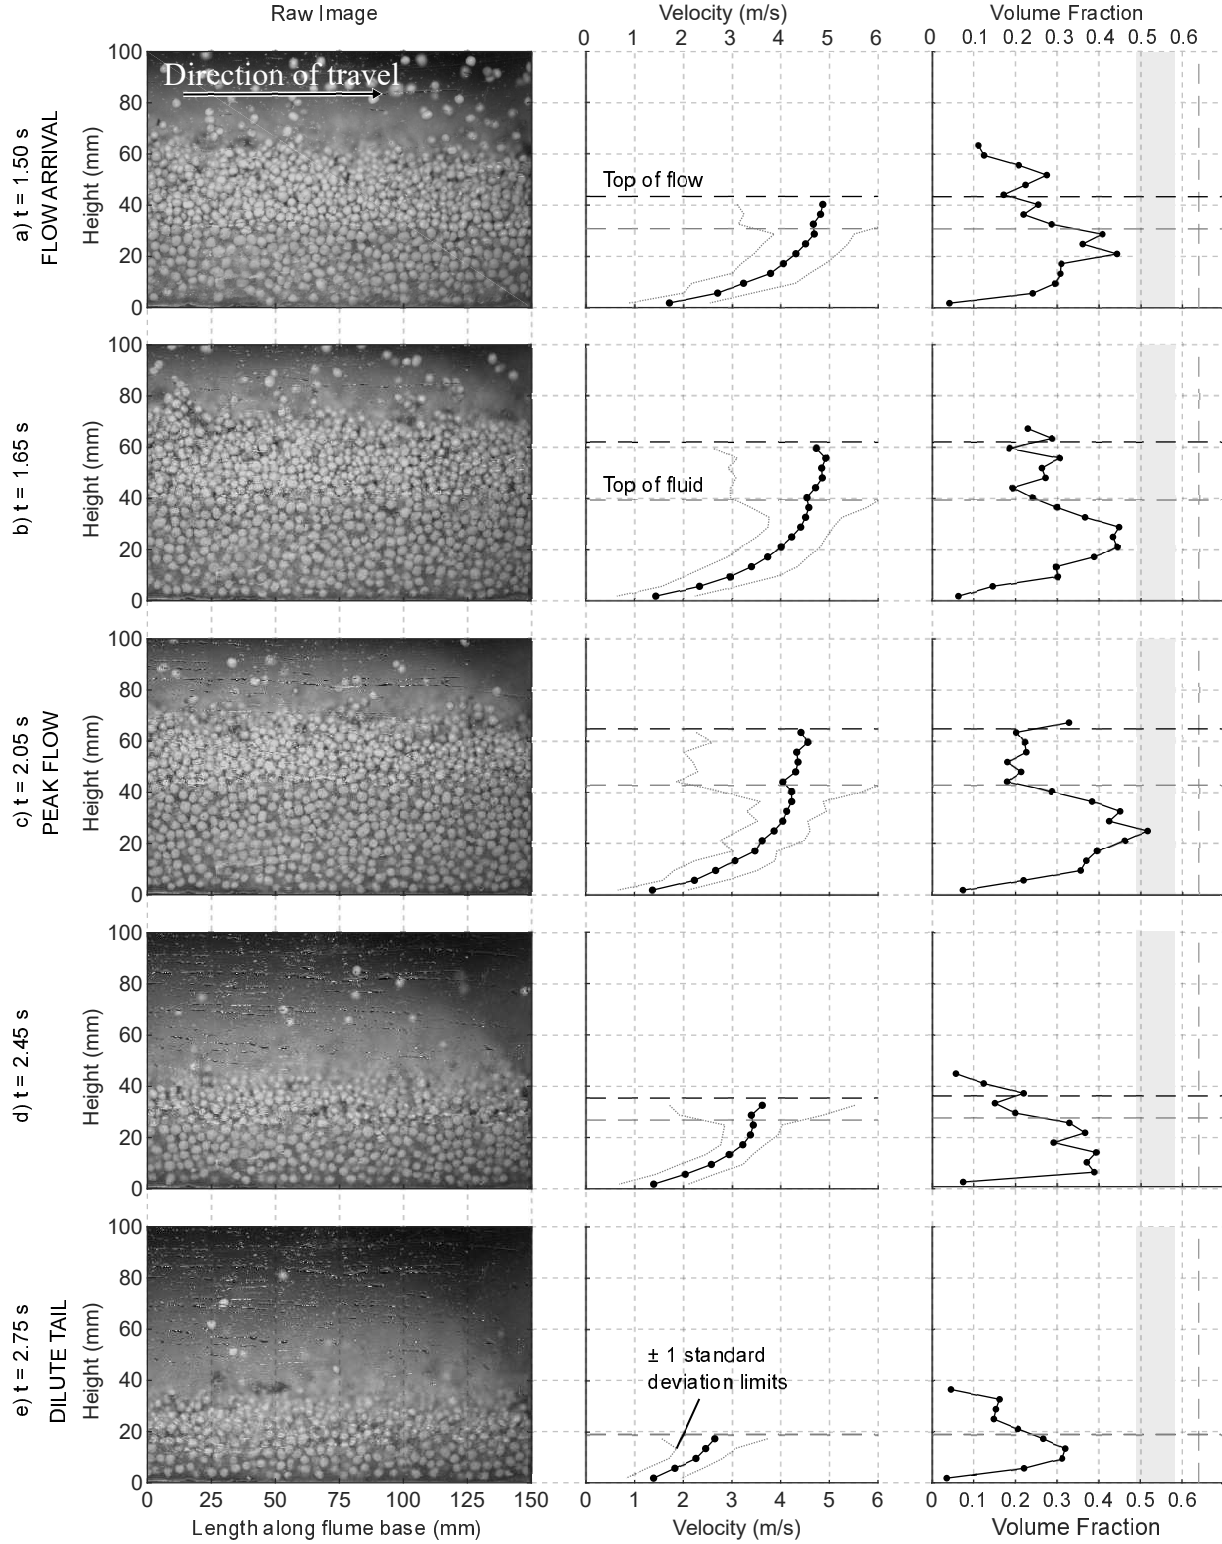 Raw Image
Velocity (m/s)
Volume Fraction
0 1 2 3 4 5 6
0 0.1 0.2 0.3 0.4 0.5 0.6
a) t = 1.50 s
FLOW ARRIVAL
Height (mm)
100
80
60
40
20
0
Direction of travel
Top of flow
b) t = 1.65 s
Height (mm)
100
80
60
40
20
0
Top of fluid
c) t = 2.05 s
PEAK FLOW
Height (mm)
100
80
60
40
20
0
d) t = 2.45 s
Height (mm)
100
80
60
40
20
0
e) t = 2.75 s
DILUTE TAIL
Height (mm)
100
80
60
40
20
0
± 1 standard
deviation limits
0 25 50 75 100 125 150
0 1 2 3 4 5 6
0 0.1 0.2 0.3 0.4 0.5 0.6
Length along flume base (mm)
Velocity (m/s)
Volume Fraction